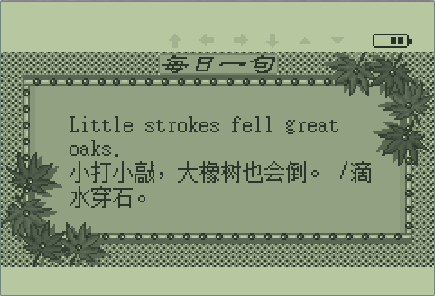 每日一句
Little strokes fell great
oaks.
小打小敲，大橡树也会倒。 /滴
水穿石。